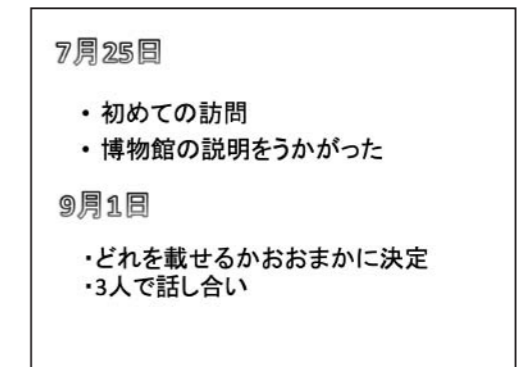 7月25日
• 初めての訪問
• 博物館の説明をうかがった
9月1日
・どれを載せるかおおまかに決定
・3人で話し合い